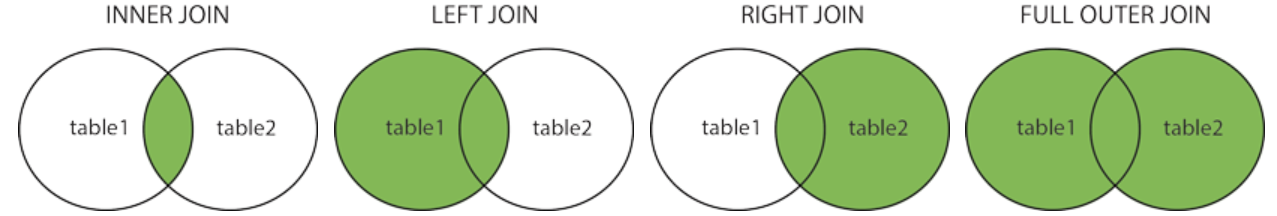 INNER JOIN
table1
table2
LEFT JOIN
table1
table2
RIGHT JOIN
table1
table2
FULL OUTER JOIN
table1
table2